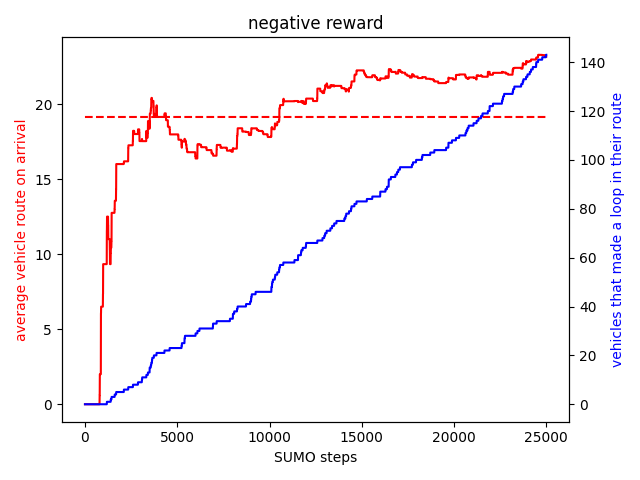 negative reward
average vehicle route on arrival
20
15
10
5
0
140
120
100
80
60
40
20
0
vehicles that made a loop in their route
0 5000 10000 15000 20000 25000
SUMO steps